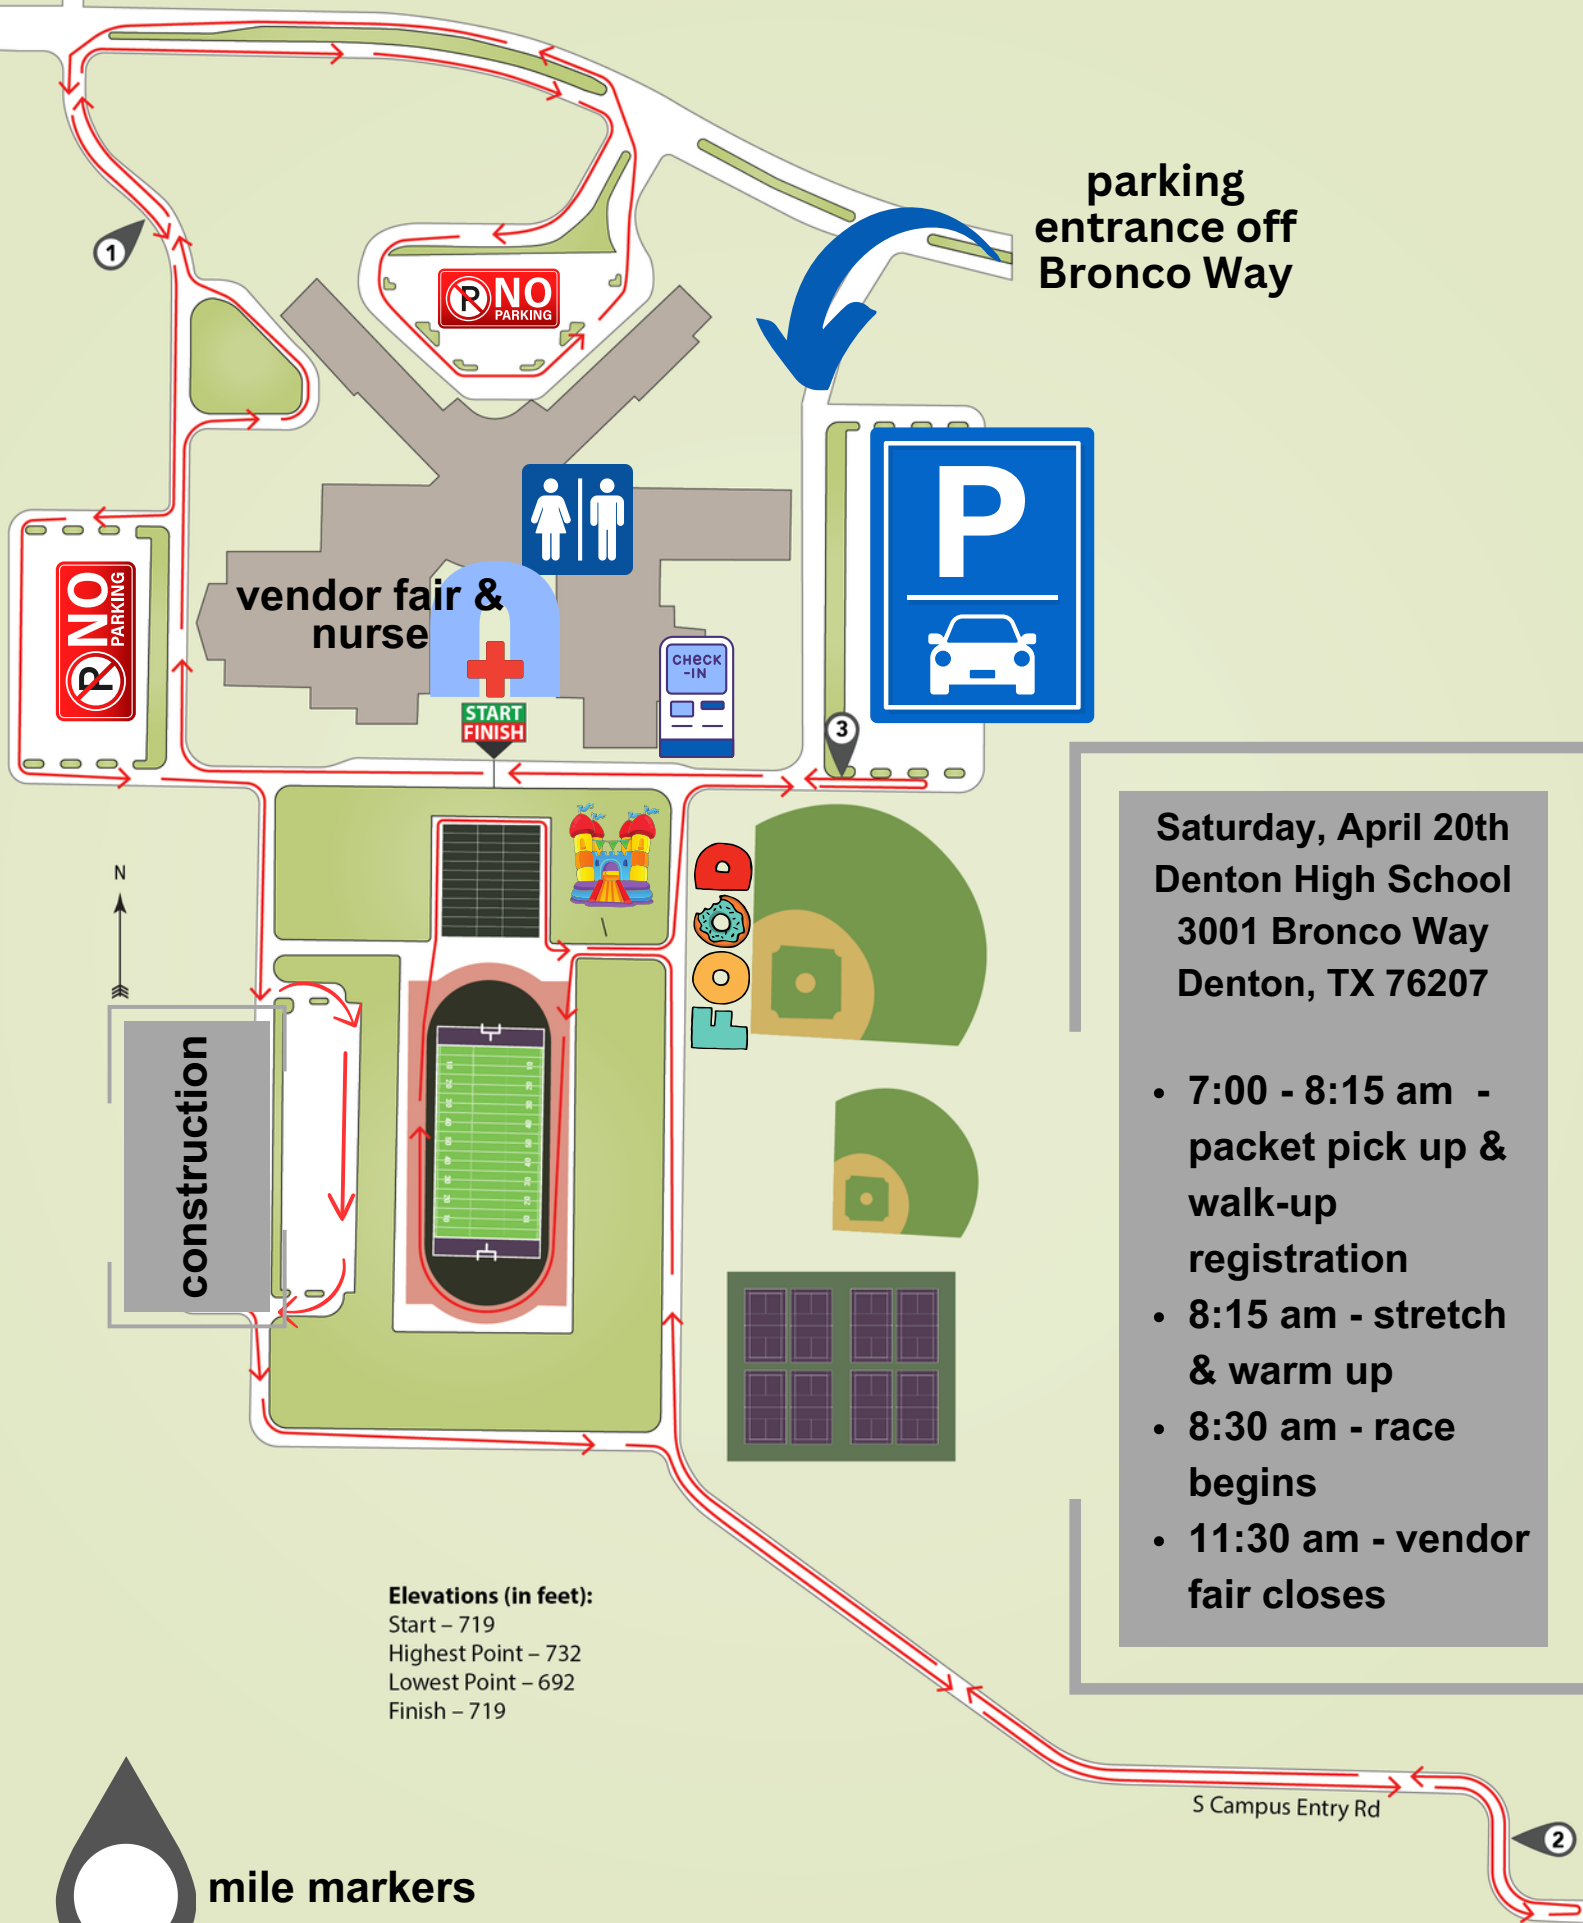 parking
entrance off
Bronco Way
1
NO
PARKING
P
P
NO
PARKING
P
vendor fair &
nurse
CHECK
-IN
START
FINISH
3
N
FOOD
construction
Saturday, April 20th
Denton High School
3001 Bronco Way
Denton, TX 76207
• 7:00 - 8:15 am -
packet pick up &
walk-up
registration
• 8:15 am - stretch
& warm up
• 8:30 am - race
begins
• 11:30 am - vendor
fair closes
Elevations (in feet):
Start – 719
Highest Point – 732
Lowest Point – 692
Finish – 719
S Campus Entry Rd
2
mile markers